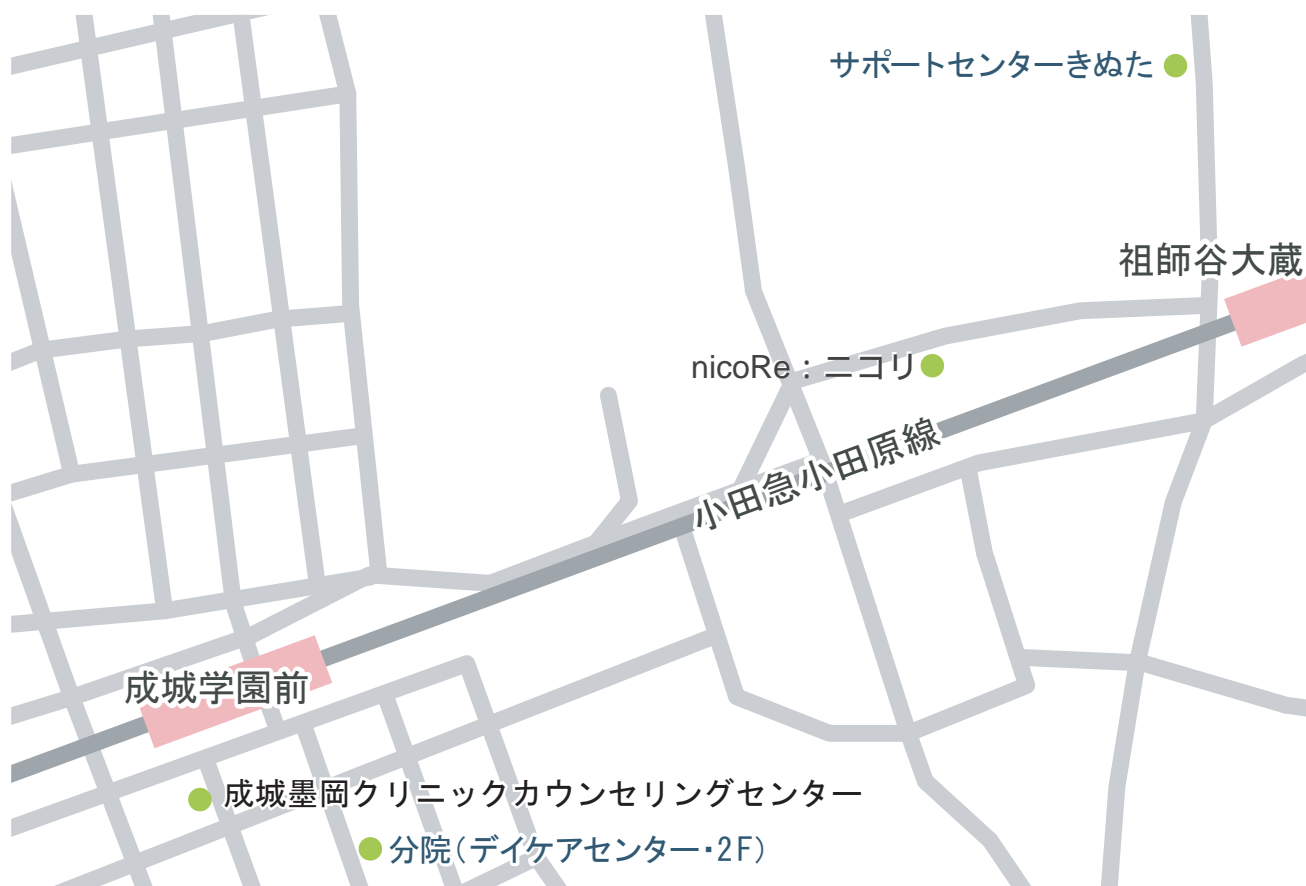 サポートセンターきぬた
祖師谷大蔵
nicoRe：ニコリ
小田急小田原線
成城学園前
成城墨岡クリニックカウンセリングセンター
分院（デイケアセンター・2F）